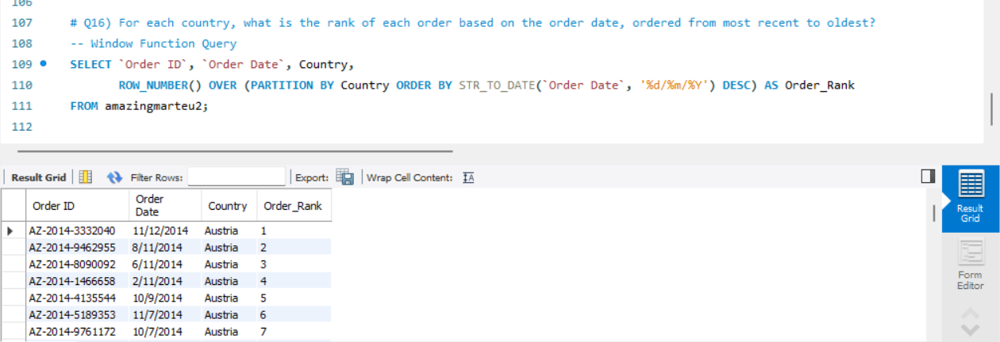 106
107 # Q16) For each country, what is the rank of each order based on the order date, ordered from most recent to oldest?
108 -- Window Function Query
109 SELECT `Order ID`, `Order Date`, Country,
110 ROW_NUMBER() OVER (PARTITION BY Country ORDER BY STR_TO_DATE(`Order Date`, '%d/%m/%Y') DESC) AS Order_Rank
111 FROM amazingmarteu2;
112
Result Grid Filter Rows: Export: Wrap Cell Content:
Order ID Order Date Country Order_Rank
AZ-2014-3332040 11/12/2014 Austria 1
AZ-2014-9462955 8/11/2014 Austria 2
AZ-2014-8090092 6/11/2014 Austria 3
AZ-2014-1466658 2/11/2014 Austria 4
AZ-2014-4135544 10/9/2014 Austria 5
AZ-2014-5189353 11/7/2014 Austria 6
AZ-2014-9761172 10/7/2014 Austria 7
Result
Grid
Form
Editor